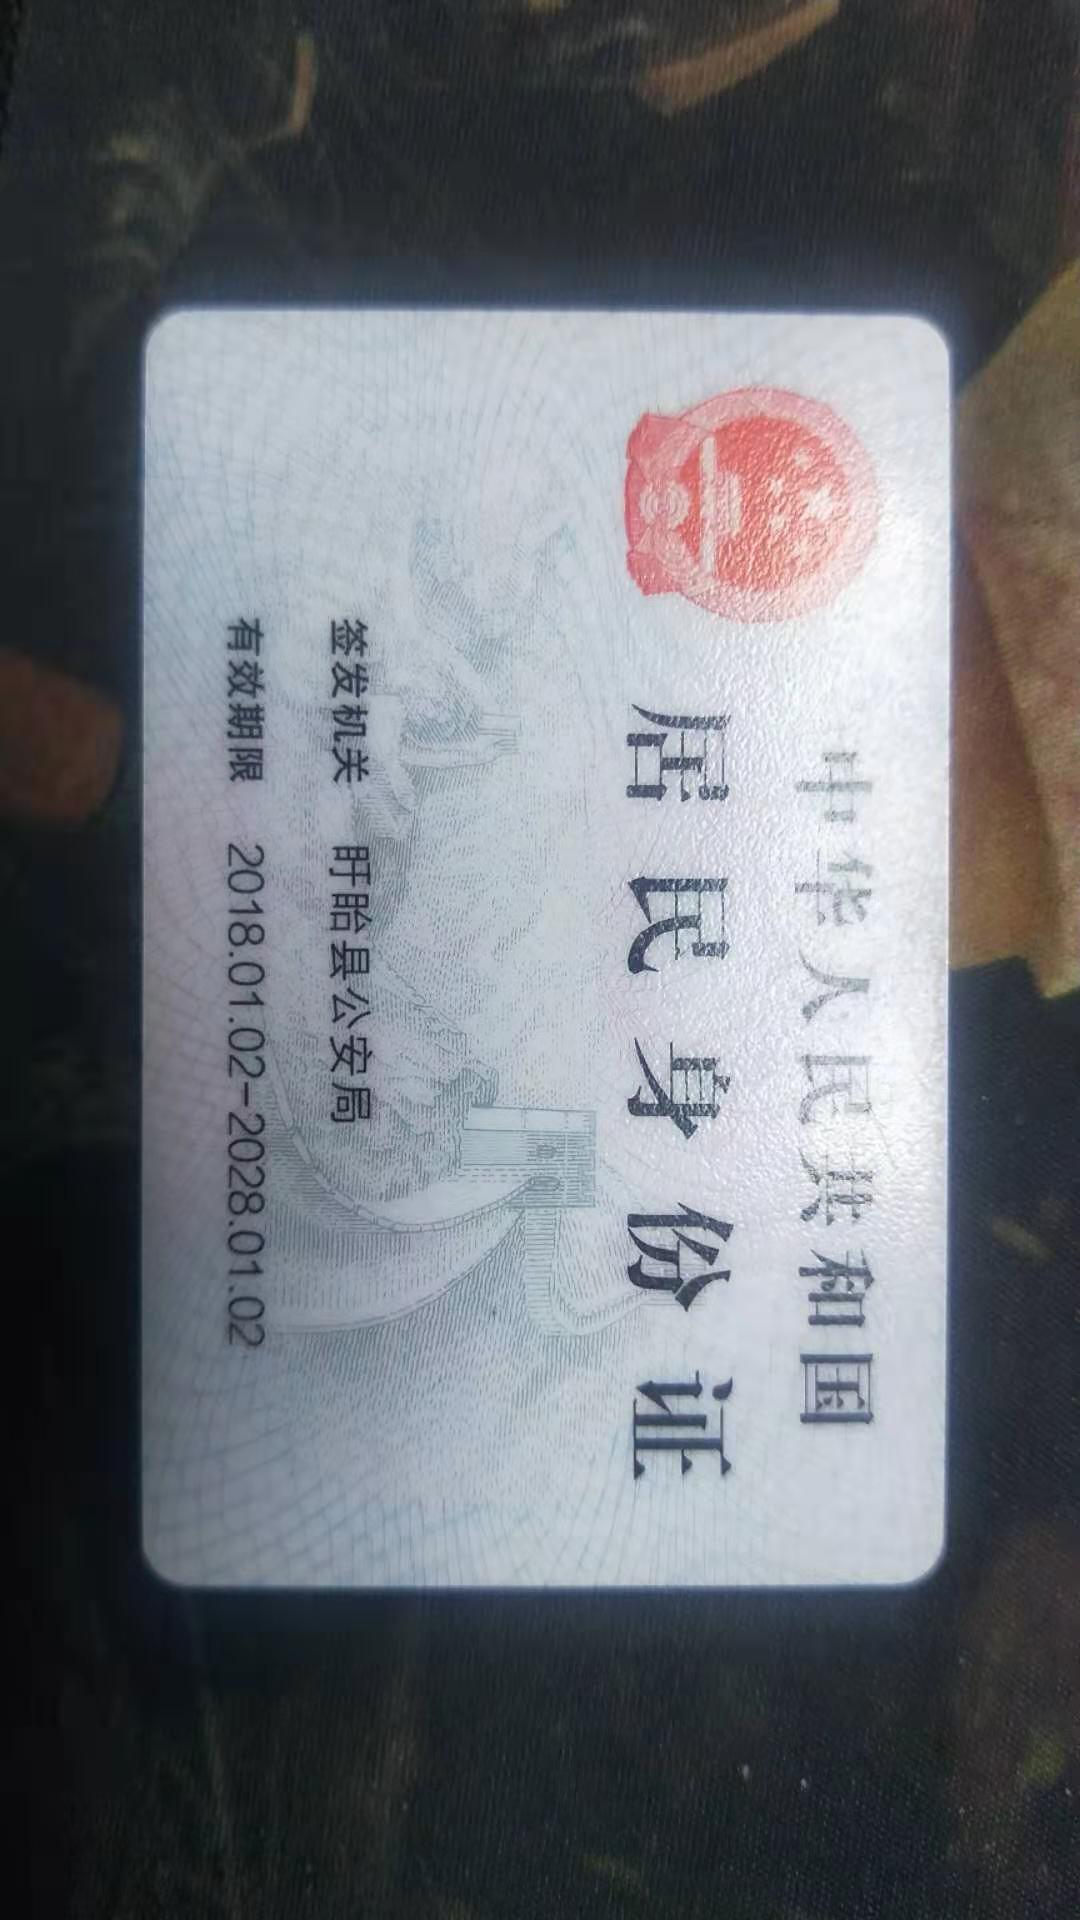 中华人民共和国
居民身份证
签发机关 盱眙县公安局
有效期限 2018.01.02-2028.01.02